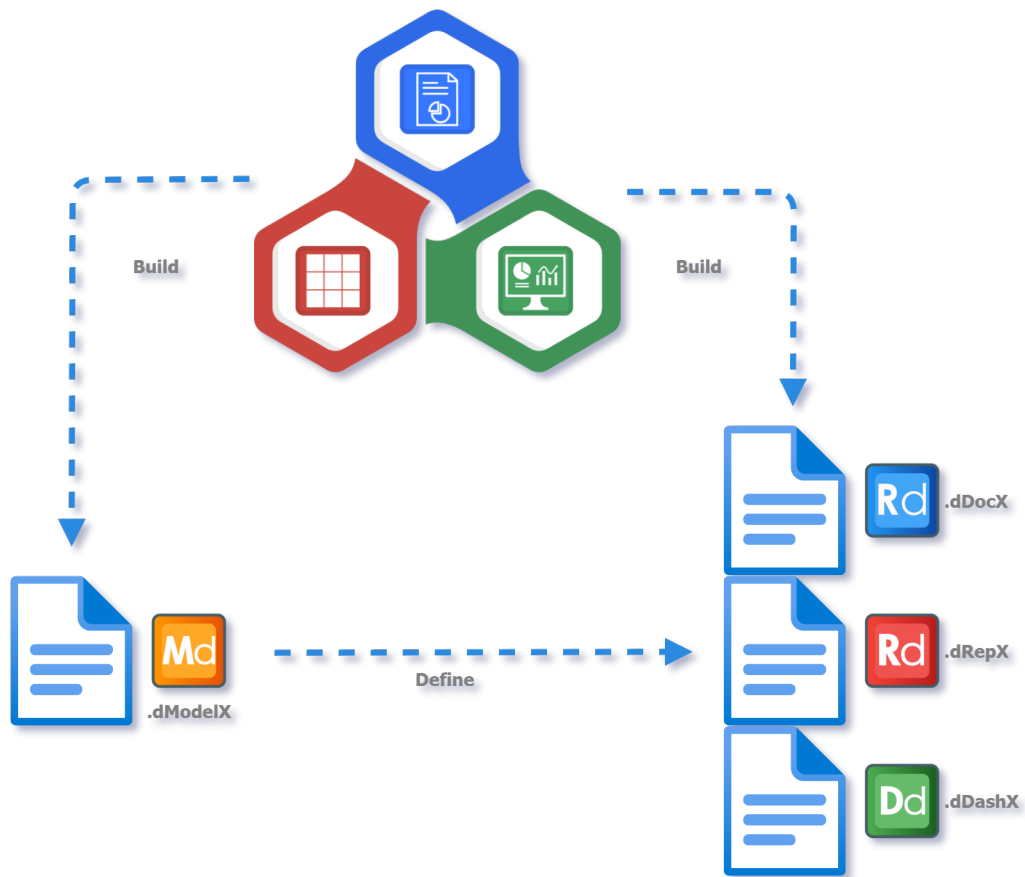 Build
Build
Rd
.dDocX
Md
.dModelX
Define
Rd
.dRepX
Dd
.dDashX